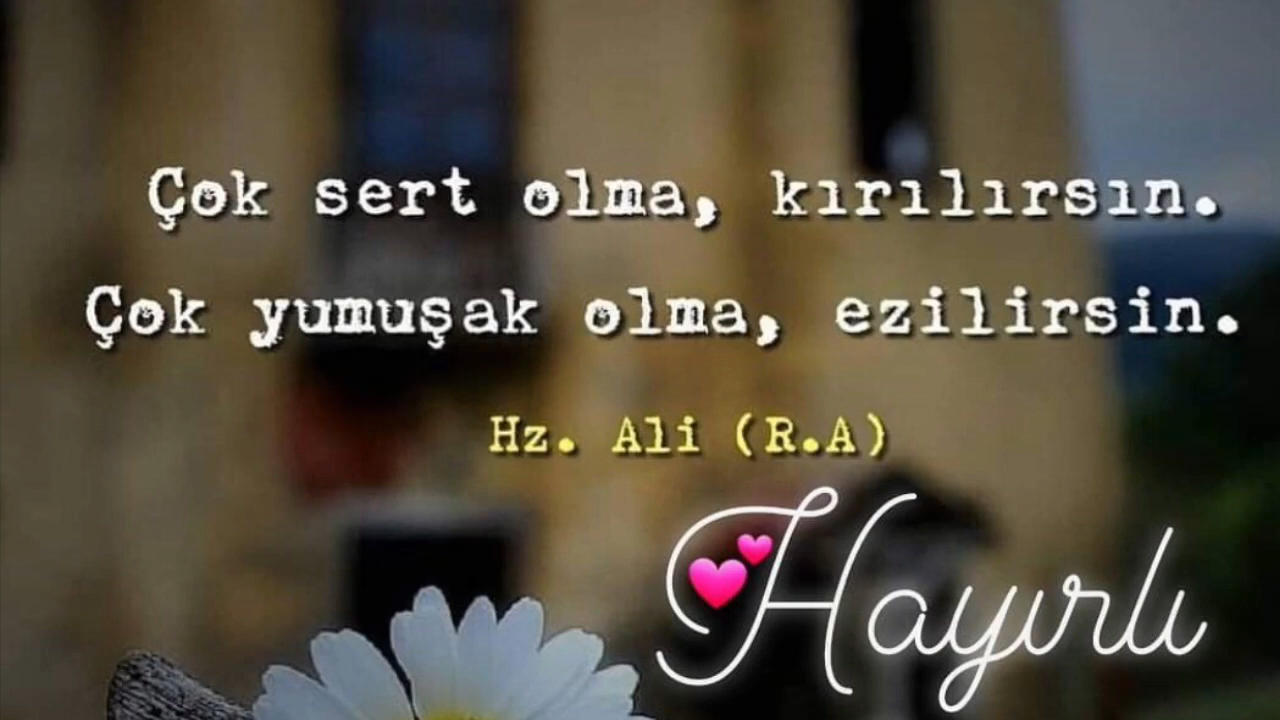 Çok sert olma, kırılırsın.
Çok yumuşak olma, ezilirsin.
Hz. Ali (R.A)
Hayırlı